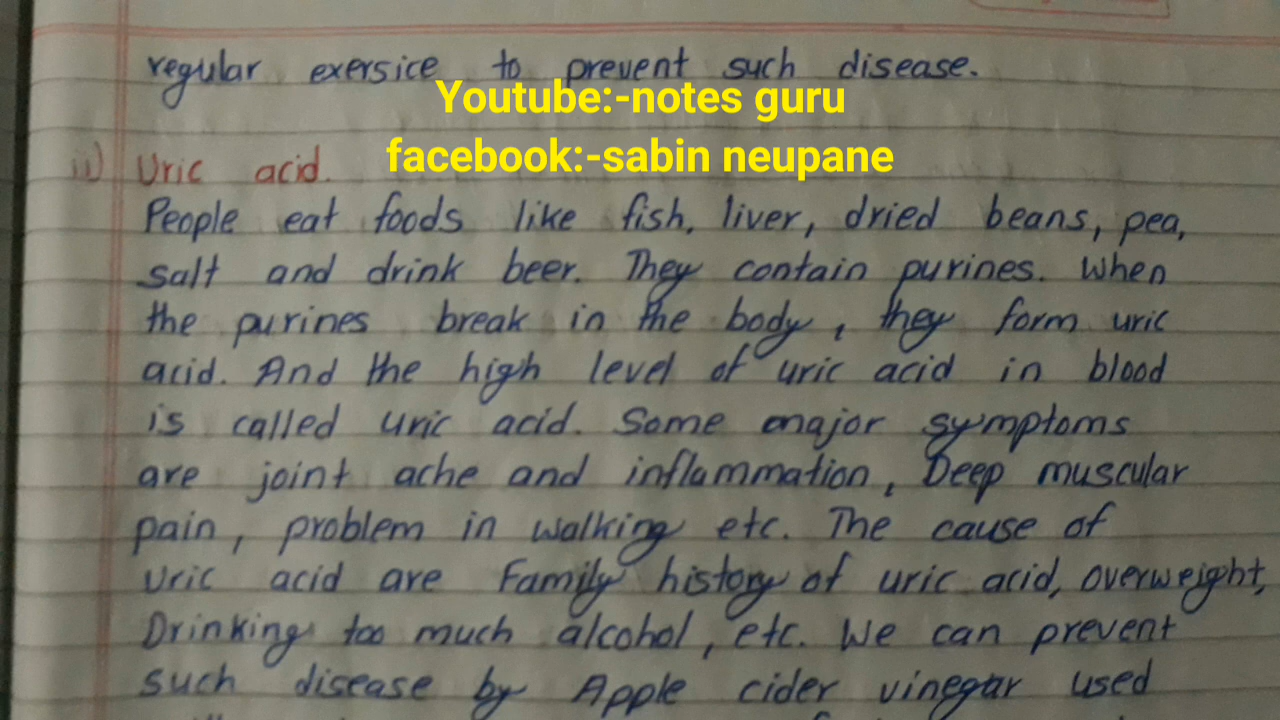 regular exersice to prevent such disease.
Youtube:-notes guru
facebook:-sabin neupane
ii) Uric acid.
People eat foods like fish, liver, dried beans, pea,
salt and drink beer. They contain purines. When
the purines break in the body, they form uric
acid. And the high level of uric acid in blood
is called uric acid. Some major symptoms
are joint ache and inflammation, Deep muscular
pain, problem in walking etc. The cause of
uric acid are Family history of uric acid, overweight,
Drinking too much alcohol, etc. We can prevent
such disease by Apple cider vinegar used